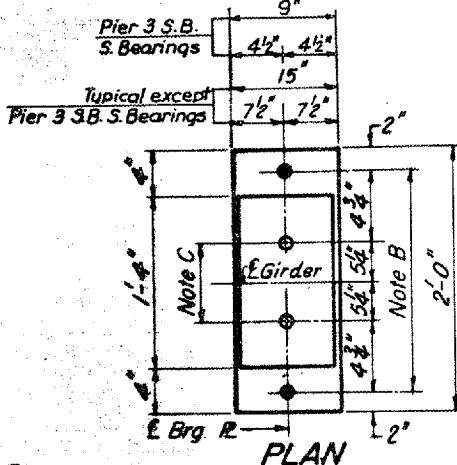 9"
Pier 3 S.B.
S. Bearings
4½" 4½"
15"
Typical except
Pier 3 S.B. S. Bearings
7½" 7½"
2"
4"
4¾"
1'-4"
Note C
℄ Girder
5¼"
5¼"
Note B
2'-0"
4¾"
4"
℄ Brg. ℞
2"
PLAN